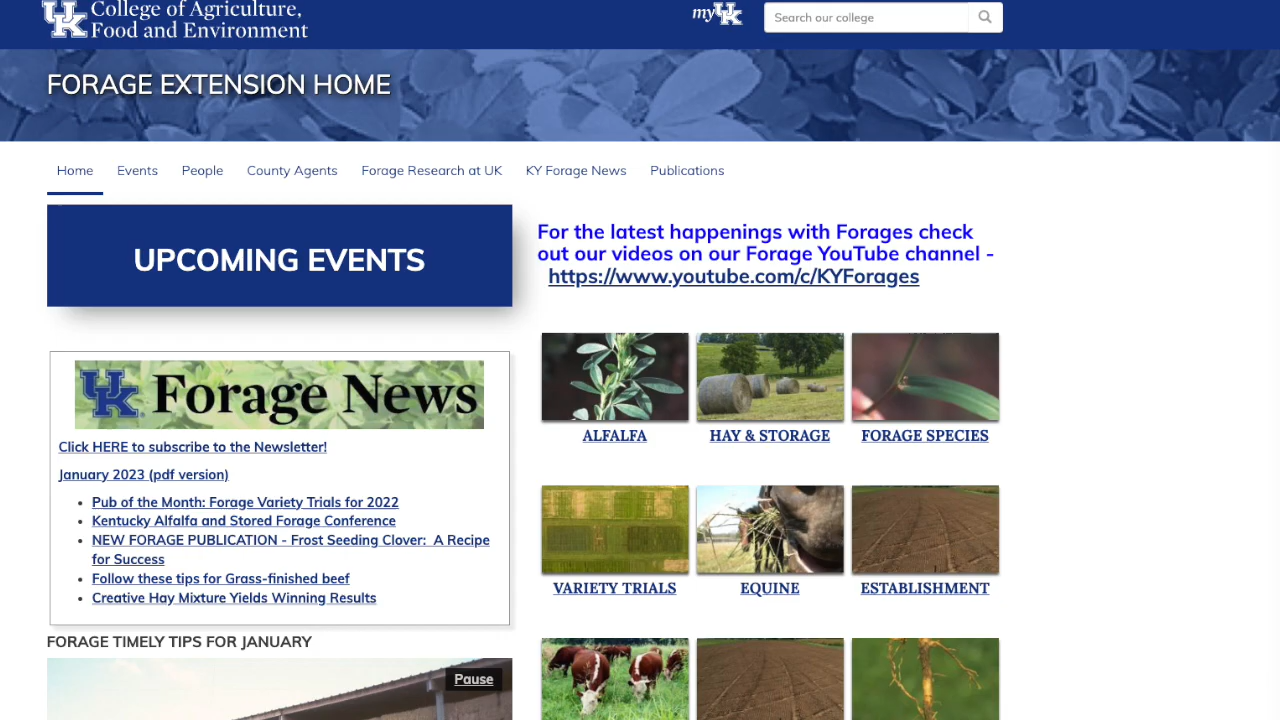 UK College of Agriculture,
Food and Environment
myUK
Search our college
FORAGE EXTENSION HOME
Home Events People County Agents Forage Research at UK KY Forage News Publications
UPCOMING EVENTS
For the latest happenings with Forages check
out our videos on our Forage YouTube channel -
https://www.youtube.com/c/KYForages
UK Forage News
Click HERE to subscribe to the Newsletter!
January 2023 (pdf version)
Pub of the Month: Forage Variety Trials for 2022
Kentucky Alfalfa and Stored Forage Conference
NEW FORAGE PUBLICATION - Frost Seeding Clover: A Recipe
for Success
Follow these tips for Grass-finished beef
Creative Hay Mixture Yields Winning Results
FORAGE TIMELY TIPS FOR JANUARY
Pause
ALFALFA HAY & STORAGE FORAGE SPECIES
VARIETY TRIALS EQUINE ESTABLISHMENT